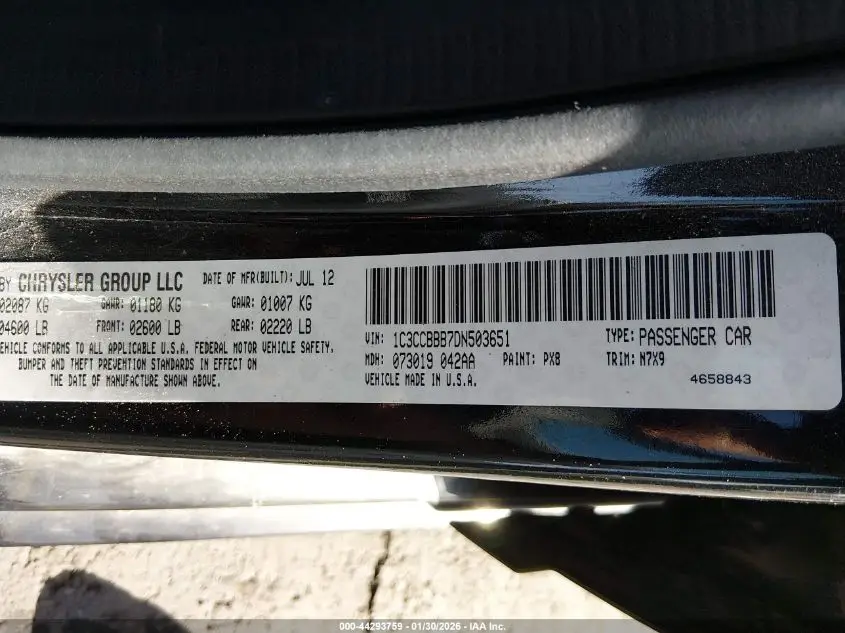 BY CHRYSLER GROUP LLC DATE OF MFR(BUILT): JUL 12
02087 KG GAWR: 01180 KG GAWR: 01007 KG
04600 LB FRONT: 02600 LB REAR: 02220 LB
VEHICLE CONFORMS TO ALL APPLICABLE U.S.A. FEDERAL MOTOR VEHICLE SAFETY,
BUMPER AND THEFT PREVENTION STANDARDS IN EFFECT ON
THE DATE OF MANUFACTURE SHOWN ABOVE.
VIN: 1C3CCBBB7DN503651 TYPE: PASSENGER CAR
MDH: 073019 042AA PAINT: PX8 TRIM: N7X9
VEHICLE MADE IN U.S.A. 4658843
000-44293759 - 01/30/2026 - IAA Inc.